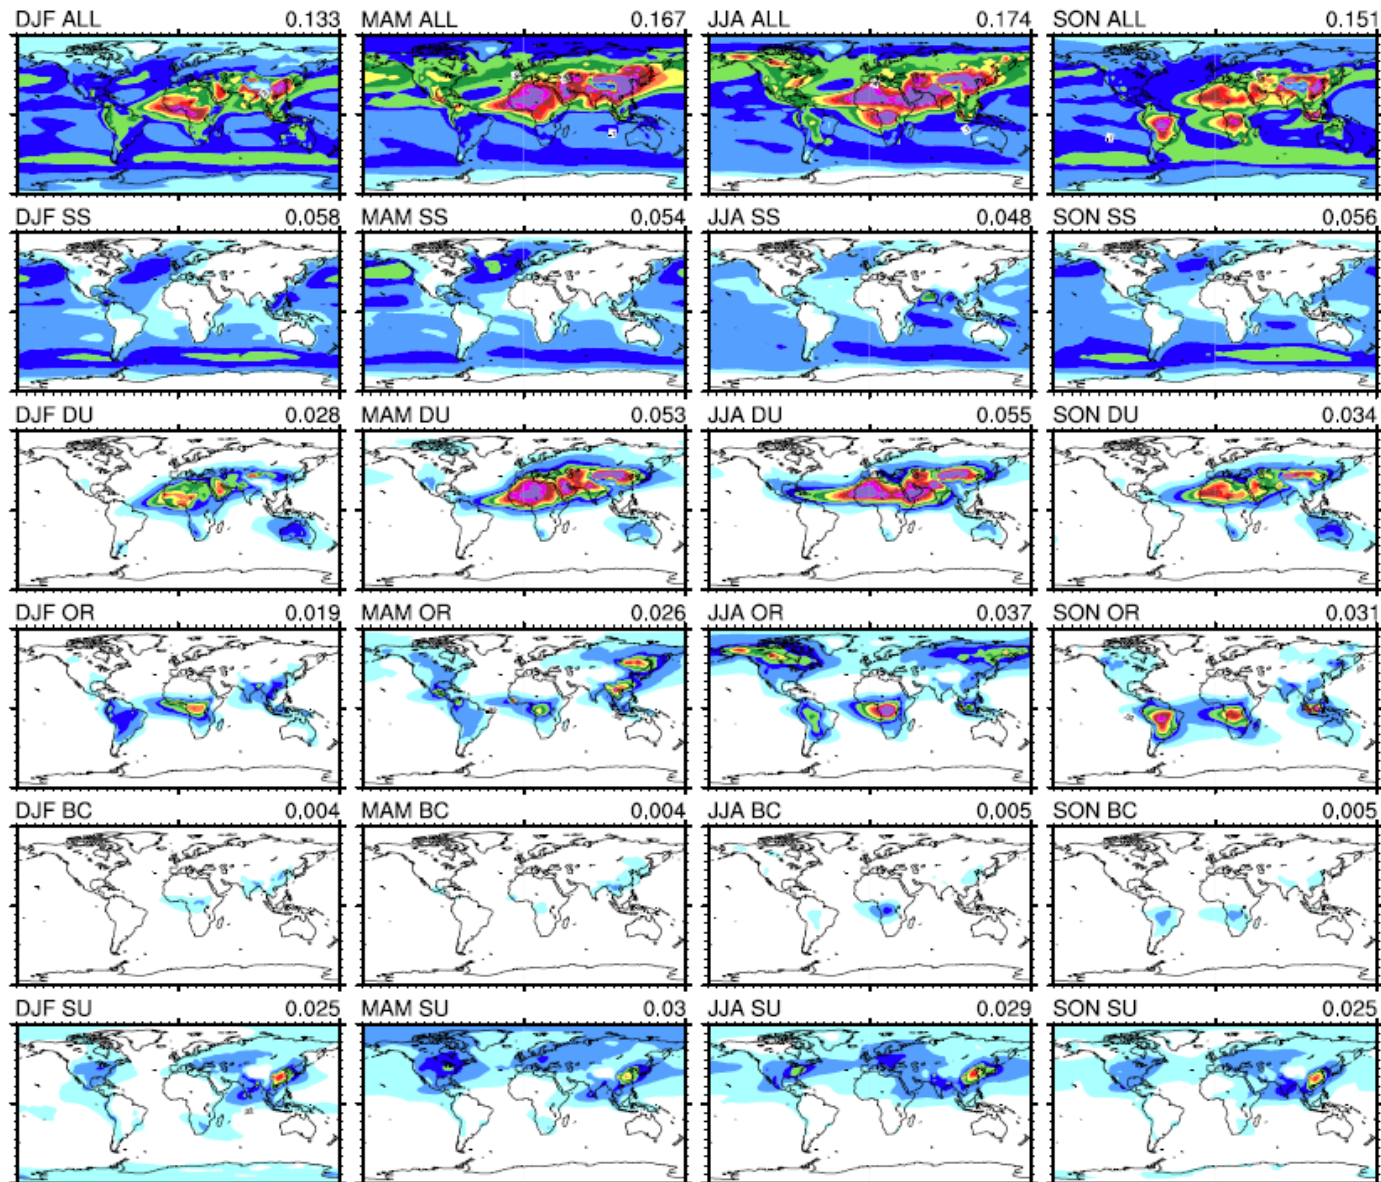 DJF ALL 0.133 MAM ALL 0.167 JJA ALL 0.174 SON ALL 0.151
DJF SS 0.058 MAM SS 0.054 JJA SS 0.048 SON SS 0.056
DJF DU 0.028 MAM DU 0.053 JJA DU 0.055 SON DU 0.034
DJF OR 0.019 MAM OR 0.026 JJA OR 0.037 SON OR 0.031
DJF BC 0.004 MAM BC 0.004 JJA BC 0.005 SON BC 0.005
DJF SU 0.025 MAM SU 0.03 JJA SU 0.029 SON SU 0.025